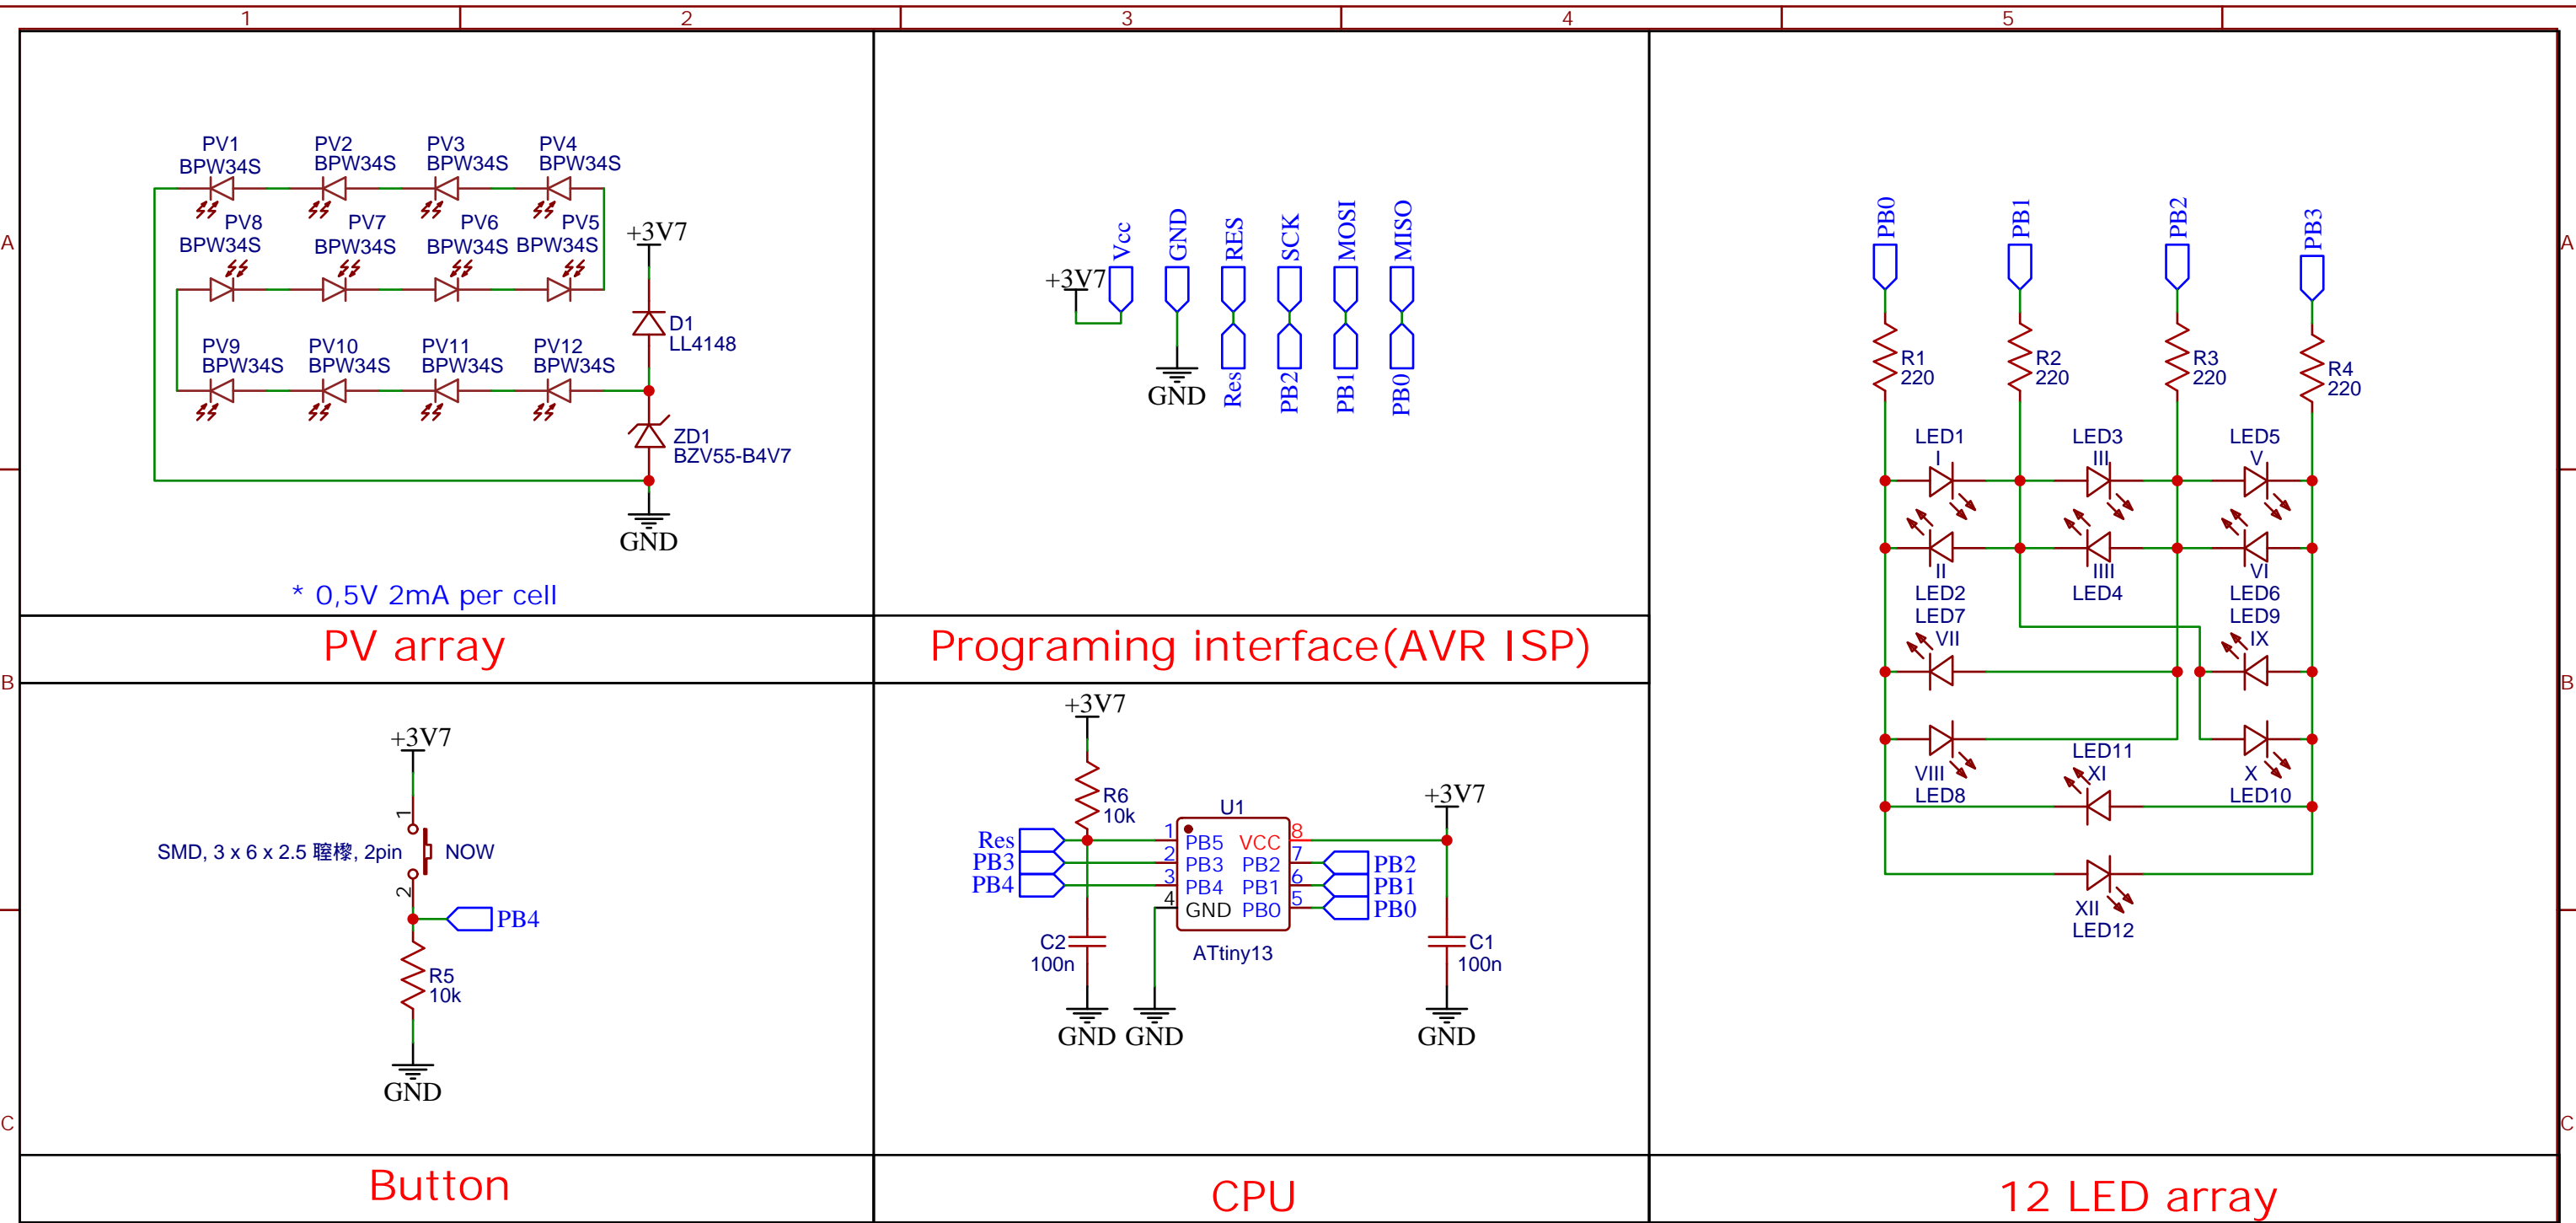 1 2 3 4 5
A A
B B
C C
PV1 PV2 PV3 PV4
BPW34S BPW34S BPW34S BPW34S
PV8 PV7 PV6 PV5
BPW34S BPW34S BPW34S BPW34S
PV9 PV10 PV11 PV12
BPW34S BPW34S BPW34S BPW34S
+3V7
D1
LL4148
ZD1
BZV55-B4V7
GND
* 0,5V 2mA per cell
PV array
+3V7
Vcc GND RES SCK MOSI MISO
GND
Res PB2 PB1 PB0
Programing interface(AVR ISP)
+3V7
1
SMD, 3 x 6 x 2.5 聜檚, 2pin NOW
2
PB4
R5
10k
GND
Button
+3V7
R6
10k
Res
PB3
PB4
U1
1 PB5 VCC 8
2 PB3 PB2 7
3 PB4 PB1 6
4 GND PB0 5
ATtiny13
PB2
PB1
PB0
+3V7
C2
100n
C1
100n
GND GND GND
CPU
PB0 PB1 PB2 PB3
R1
220
R2
220
R3
220
R4
220
LED1 LED3 LED5
I III V
II IIII VI
LED2 LED4 LED6
LED7 LED9
VII IX
LED11
VIII XI X
LED8 LED10
XII
LED12
12 LED array